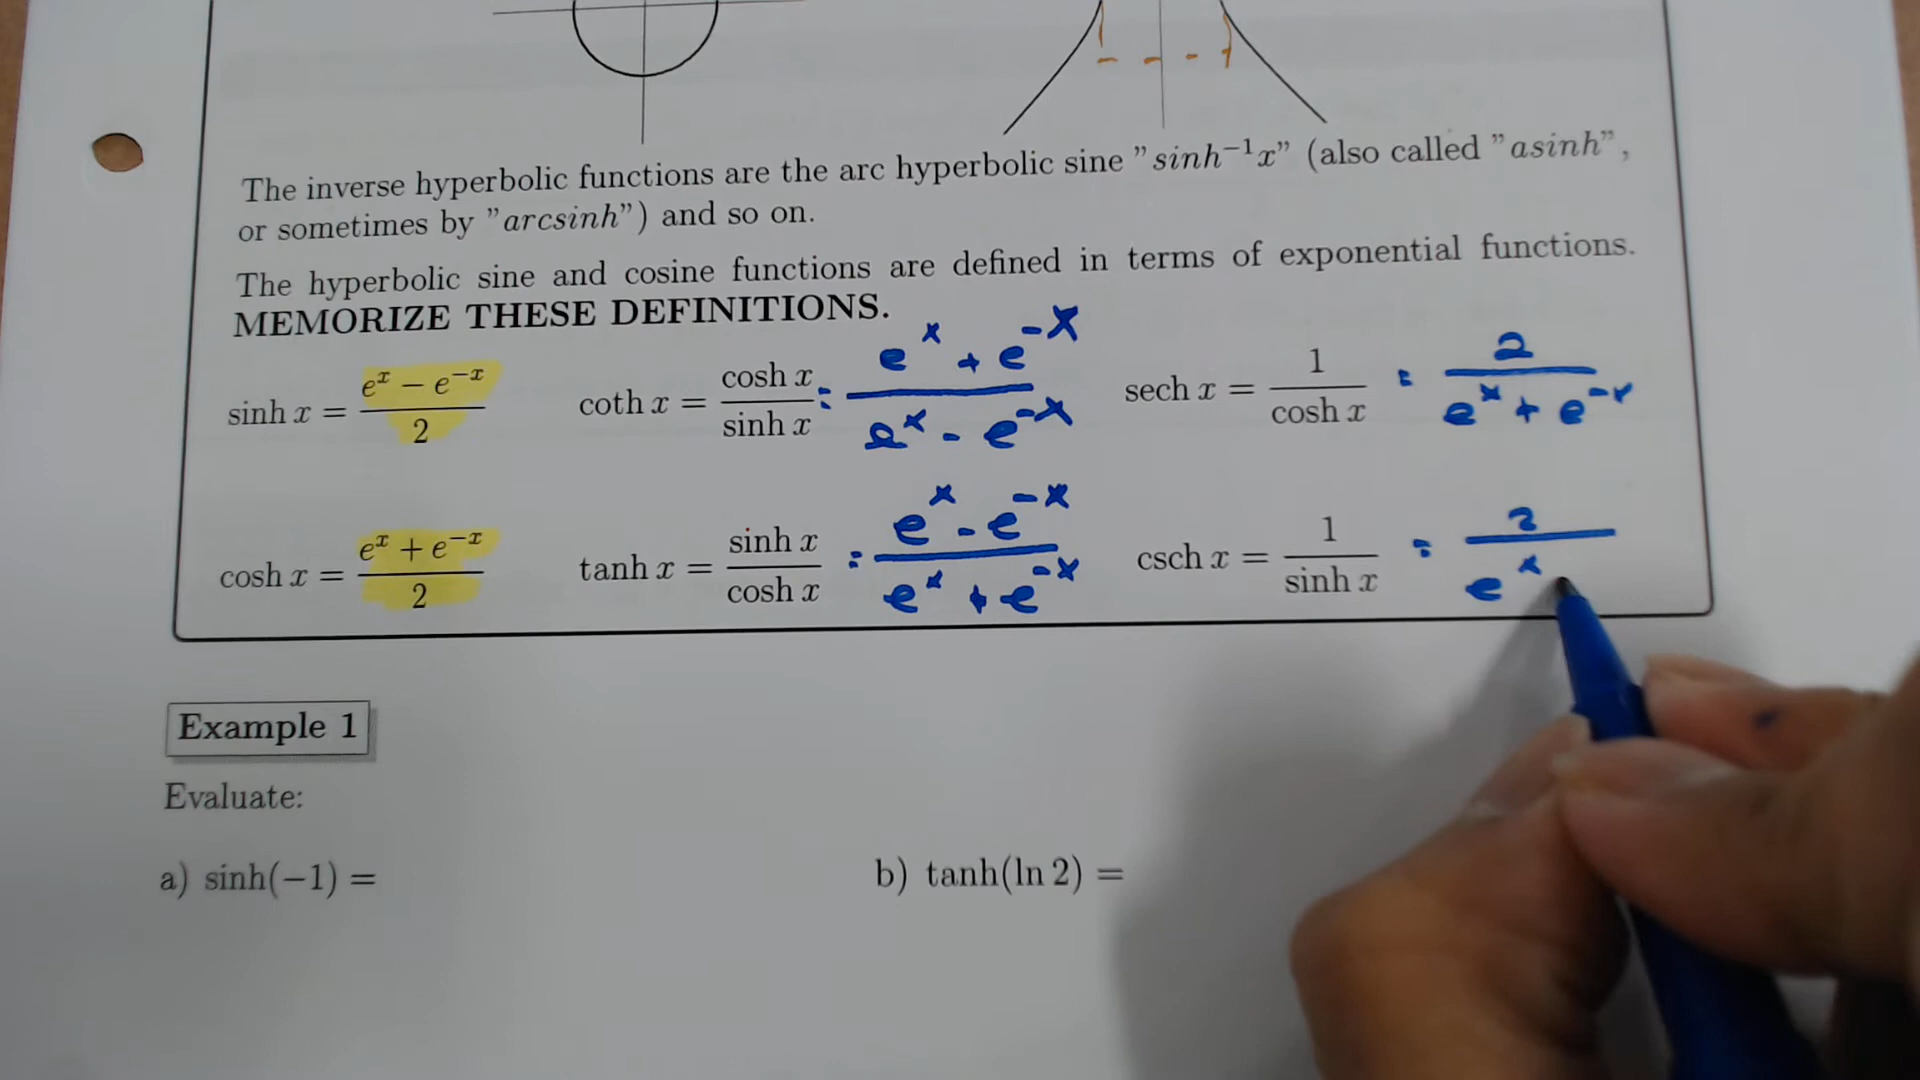 The inverse hyperbolic functions are the arc hyperbolic sine ”sinh⁻¹x” (also called ”asinh”,
or sometimes by ”arcsinh”) and so on.
The hyperbolic sine and cosine functions are defined in terms of exponential functions.
MEMORIZE THESE DEFINITIONS.
sinh x = (eˣ − e⁻ˣ)/2
coth x = cosh x/sinh x = (eˣ + e⁻ˣ)/(eˣ - e⁻ˣ)
sech x = 1/cosh x = 2/(eˣ + e⁻ˣ)
cosh x = (eˣ + e⁻ˣ)/2
tanh x = sinh x/cosh x = (eˣ - e⁻ˣ)/(eˣ + e⁻ˣ)
csch x = 1/sinh x = 2/eˣ
Example 1
Evaluate:
a) sinh(−1) =
b) tanh(ln 2) =